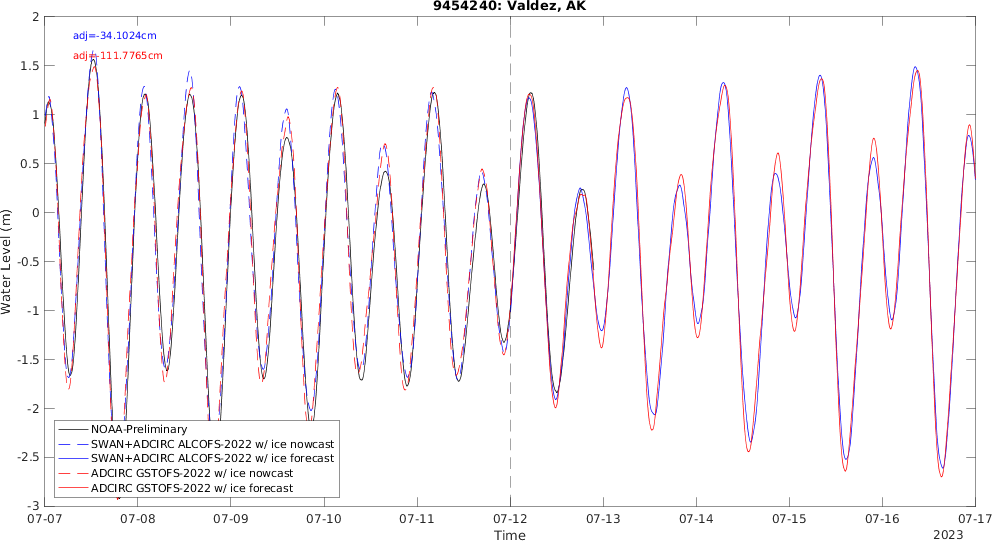 9454240: Valdez, AK
adj=-34.1024cm
adj=-111.7765cm
2
1.5
1
0.5
0
-0.5
-1
-1.5
-2
-2.5
-3
Water Level (m)
NOAA-Preliminary
SWAN+ADCIRC ALCOFS-2022 w/ ice nowcast
SWAN+ADCIRC ALCOFS-2022 w/ ice forecast
ADCIRC GSTOFS-2022 w/ ice nowcast
ADCIRC GSTOFS-2022 w/ ice forecast
07-07 07-08 07-09 07-10 07-11 07-12 07-13 07-14 07-15 07-16 07-17
Time
2023